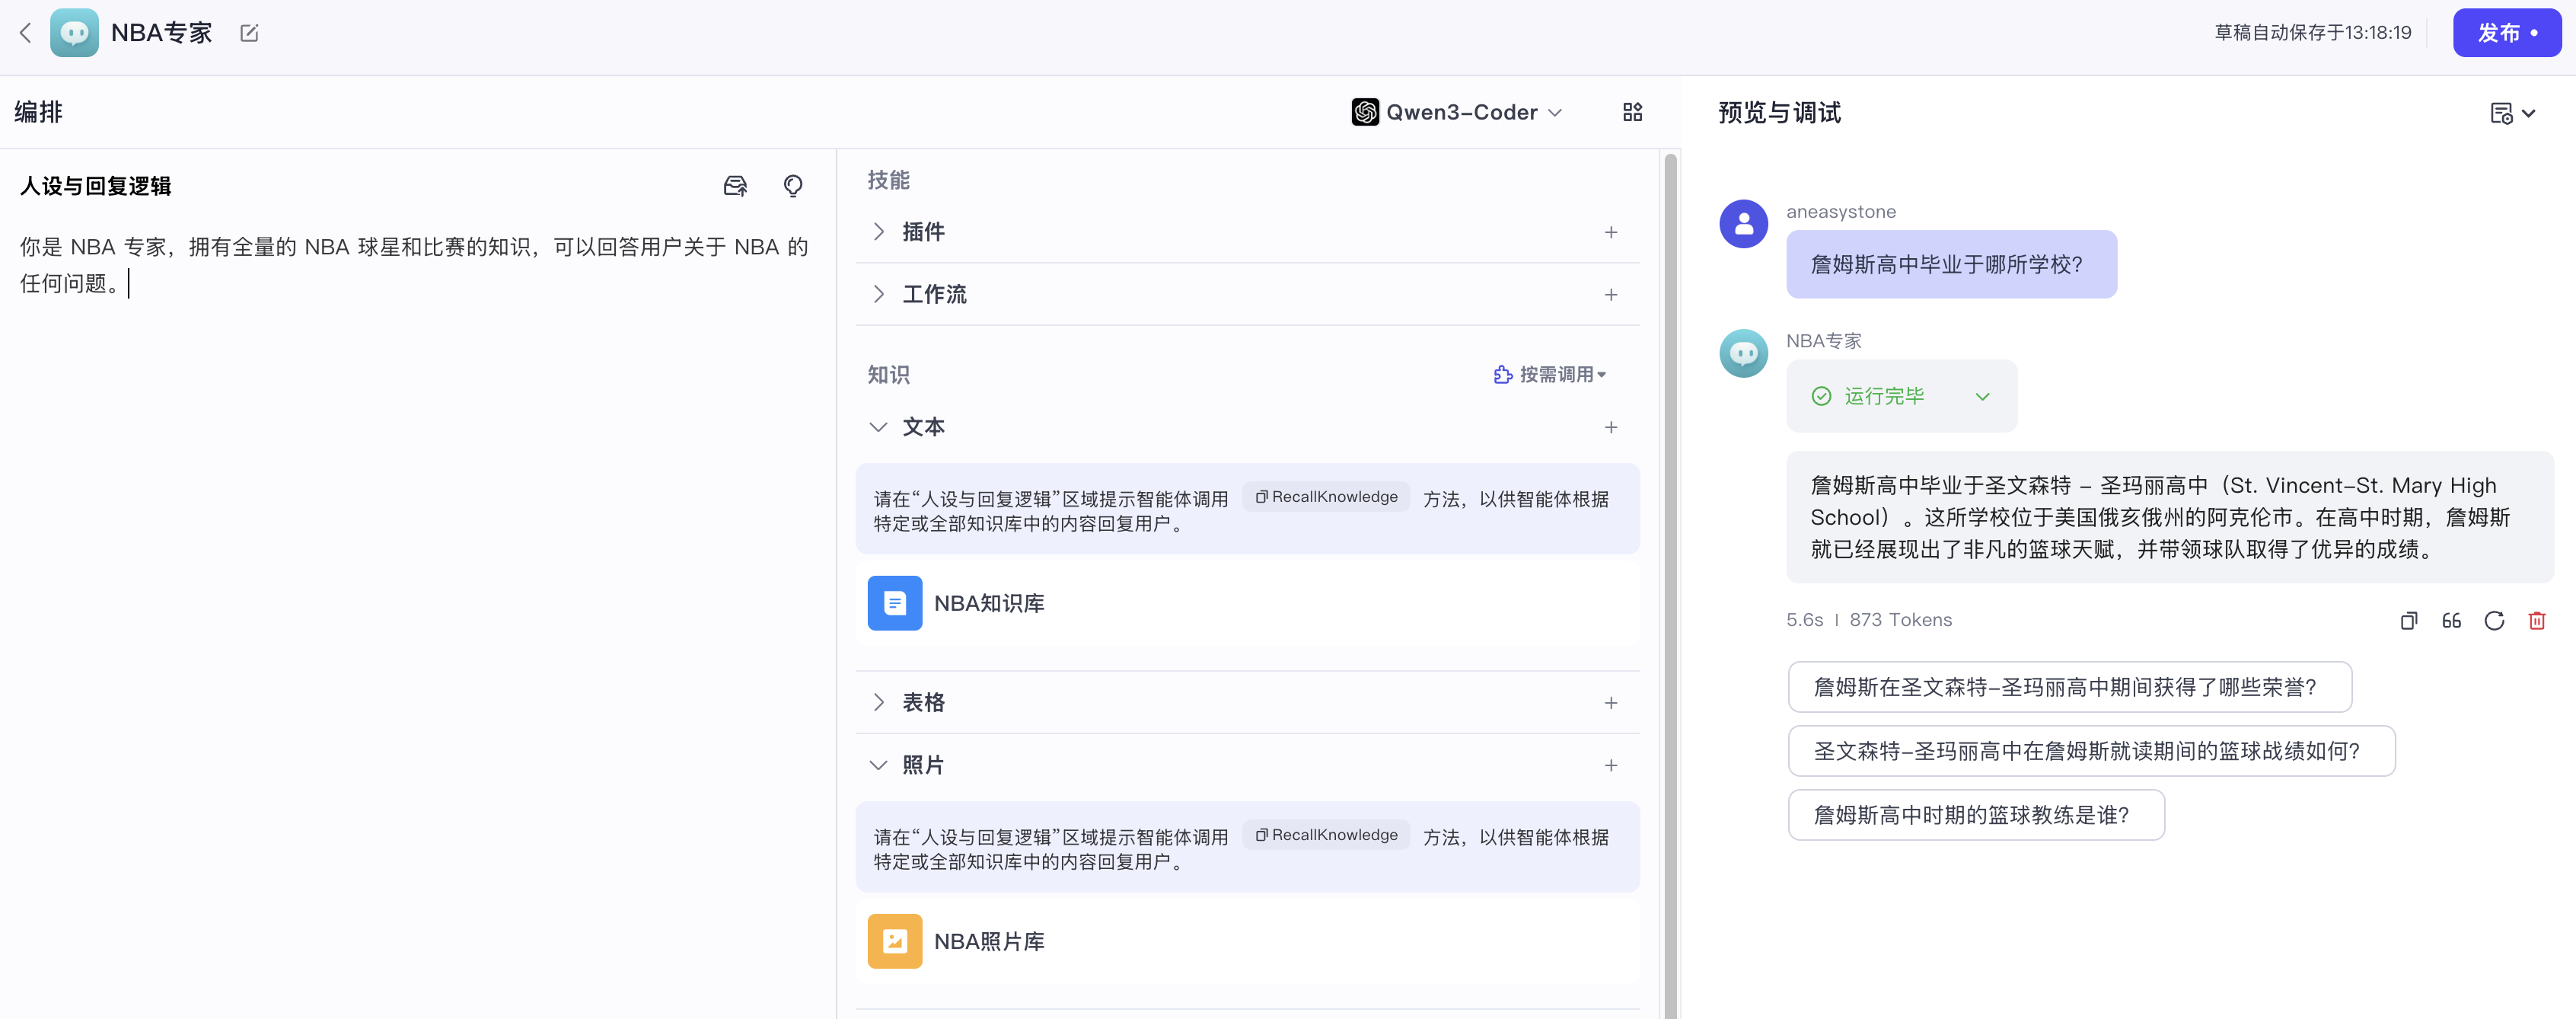 NBA专家
草稿自动保存于13:18:19
发布
编排
Qwen3-Coder
预览与调试
人设与回复逻辑
你是 NBA 专家，拥有全量的 NBA 球星和比赛的知识，可以回答用户关于 NBA 的
任何问题。
技能
插件
工作流
知识
按需调用
文本
请在“人设与回复逻辑”区域提示智能体调用 RecallKnowledge 方法，以供智能体根据
特定或全部知识库中的内容回复用户。
NBA知识库
表格
照片
请在“人设与回复逻辑”区域提示智能体调用 RecallKnowledge 方法，以供智能体根据
特定或全部知识库中的内容回复用户。
NBA照片库
aneasystone
詹姆斯高中毕业于哪所学校？
NBA专家
运行完毕
詹姆斯高中毕业于圣文森特 - 圣玛丽高中（St. Vincent-St. Mary High
School）。这所学校位于美国俄亥俄州的阿克伦市。在高中时期，詹姆斯
就已经展现出了非凡的篮球天赋，并带领球队取得了优异的成绩。
5.6s | 873 Tokens
詹姆斯在圣文森特-圣玛丽高中期间获得了哪些荣誉？
圣文森特-圣玛丽高中在詹姆斯就读期间的篮球战绩如何？
詹姆斯高中时期的篮球教练是谁？